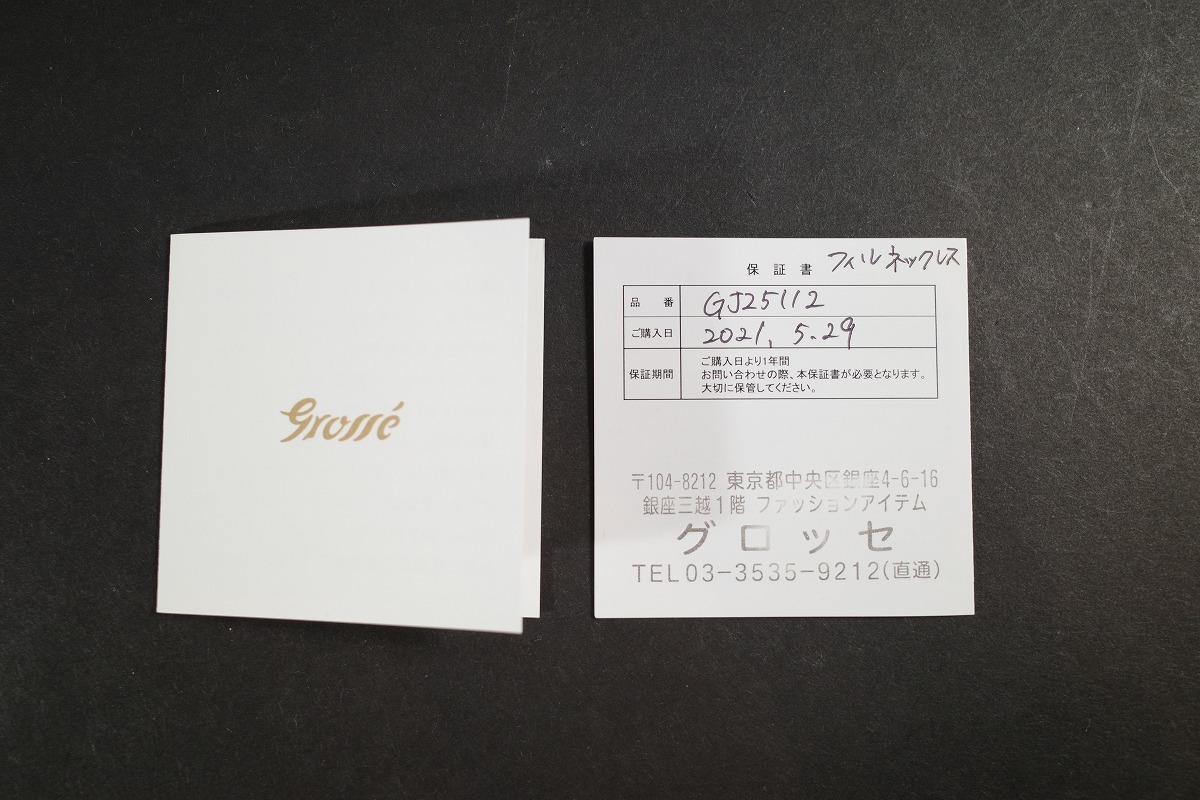 Grossé
保証書 フィルネックレス
品番 GJ25112
ご購入日 2021, 5.29
保証期間 ご購入日より1年間
お問い合わせの際、本保証書が必要となります。
大切に保管してください。
〒104-8212 東京都中央区銀座4-6-16
銀座三越1階 ファッションアイテム
グロッセ
TEL03-3535-9212(直通)